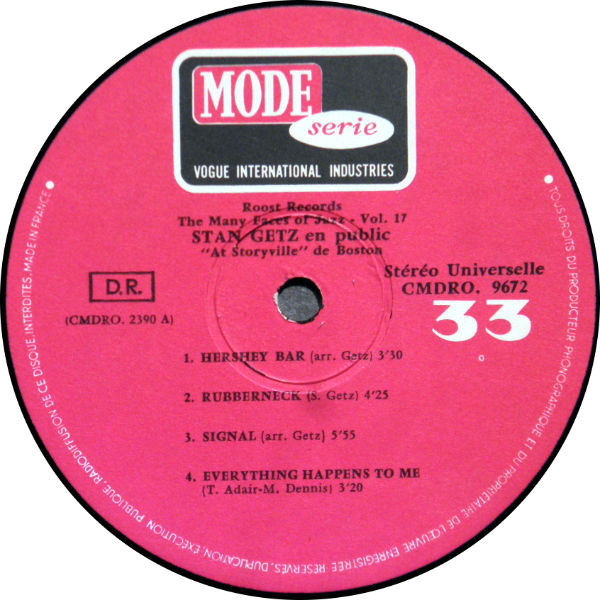 MODE
serie
VOGUE INTERNATIONAL INDUSTRIES
Roost Records
The Many Faces of Jazz - Vol. 17
STAN GETZ en public
"At Storyville" de Boston
D.R.
(CMDRO. 2390 A)
Stéréo Universelle
CMDRO. 9672
33
1. HERSHEY BAR (arr. Getz) 3'30
2. RUBBERNECK (S. Getz) 4'25
3. SIGNAL (arr. Getz) 5'55
4. EVERYTHING HAPPENS TO ME
(T. Adair-M. Dennis) 3'20
TOUS DROITS DU PRODUCTEUR PHONOGRAPHIQUE ET DU PROPRIETAIRE DE L'ŒUVRE ENREGISTREE RESERVES, DUPLICATION EXECUTION PUBLIQUE, RADIODIFFUSION DE CE DISQUE, INTERDITES, MADE IN FRANCE